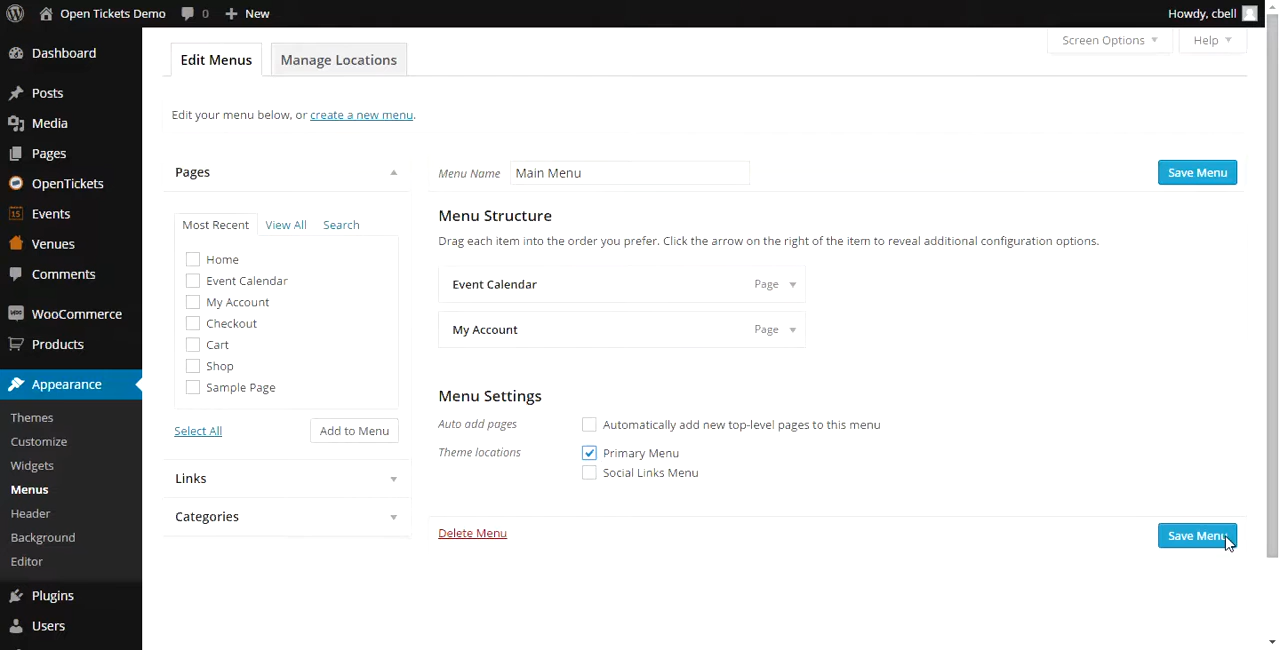 Open Tickets Demo 0 New Howdy, cbell
Dashboard
Posts
Media
Pages
OpenTickets
15 Events
Venues
Comments
Woo WooCommerce
Products
Appearance
Themes
Customize
Widgets
Menus
Header
Background
Editor
Plugins
Users
Screen Options Help
Edit Menus Manage Locations
Edit your menu below, or create a new menu.
Pages
Most Recent View All Search
Home
Event Calendar
My Account
Checkout
Cart
Shop
Sample Page
Select All Add to Menu
Links
Categories
Menu Name Main Menu Save Menu
Menu Structure
Drag each item into the order you prefer. Click the arrow on the right of the item to reveal additional configuration options.
Event Calendar Page
My Account Page
Menu Settings
Auto add pages Automatically add new top-level pages to this menu
Theme locations Primary Menu
Social Links Menu
Delete Menu Save Menu